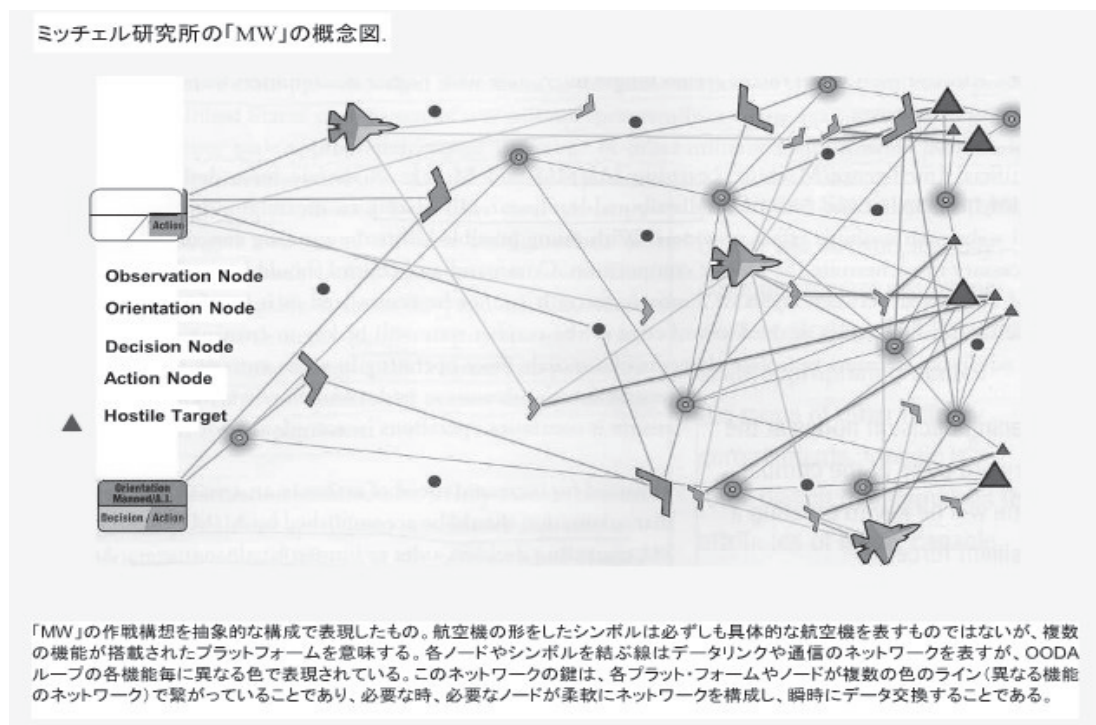 ミッチェル研究所の「MW」の概念図.
Action
Observation Node
Orientation Node
Decision Node
Action Node
Hostile Target
Orientation
Manned/A.I.
Decision / Action
「MW」の作戦構想を抽象的な構成で表現したもの。航空機の形をしたシンボルは必ずしも具体的な航空機を表すものではないが、複数
の機能が搭載されたプラットフォームを意味する。各ノードやシンボルを結ぶ線はデータリンクや通信のネットワークを表すが、OODA
ループの各機能毎に異なる色で表現されている。このネットワークの鍵は、各プラット・フォームやノードが複数の色のライン(異なる機能
のネットワーク)で繋がっていることであり、必要な時、必要なノードが柔軟にネットワークを構成し、瞬時にデータ交換することである。